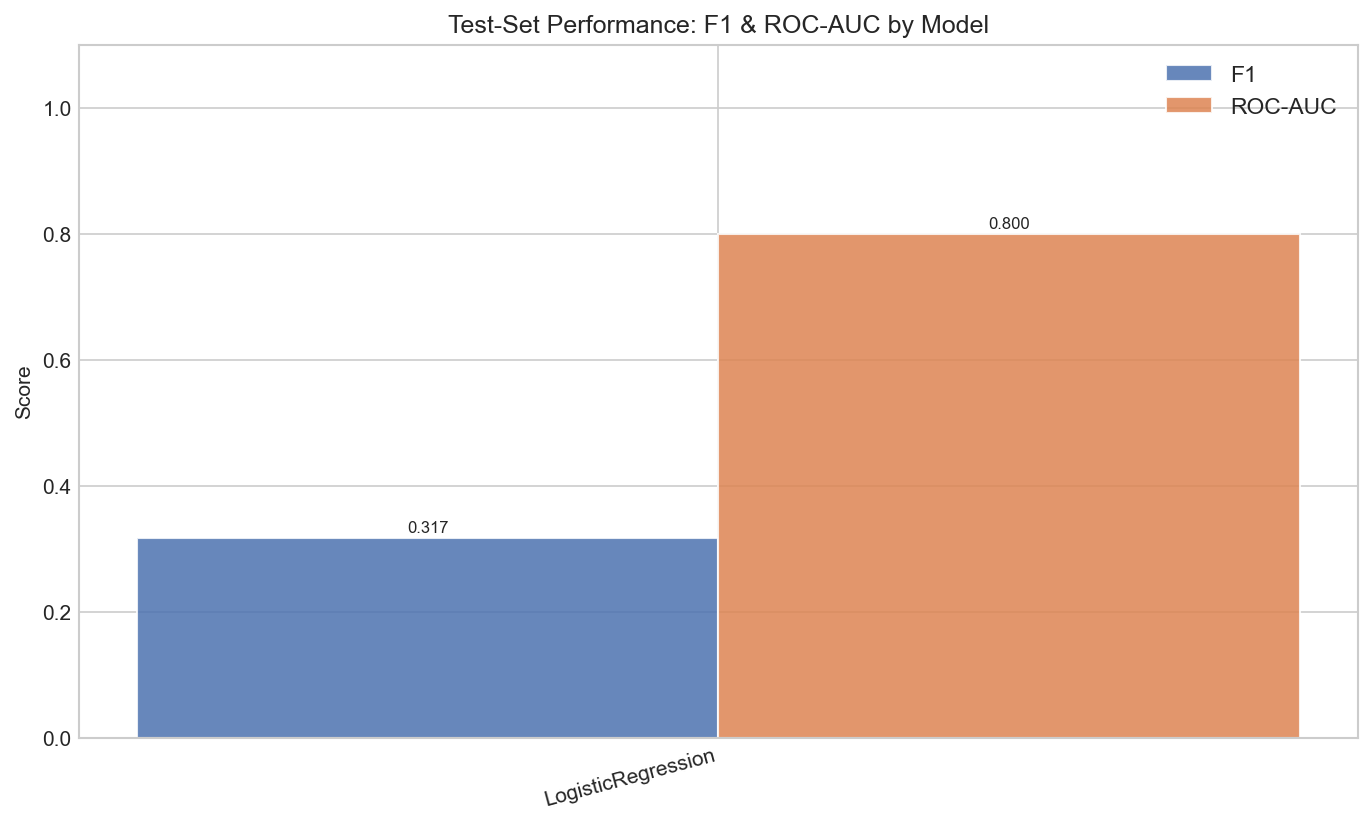 Test-Set Performance: F1 & ROC-AUC by Model
F1
ROC-AUC
1.0
0.8
0.6
0.4
0.2
0.0
Score
0.317
0.800
LogisticRegression